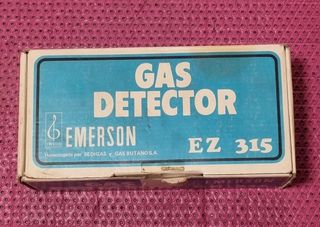 GAS
DETECTOR
EMERSON
EZ 315
Homologado por SEDIGAS y GAS BUTANO S.A.